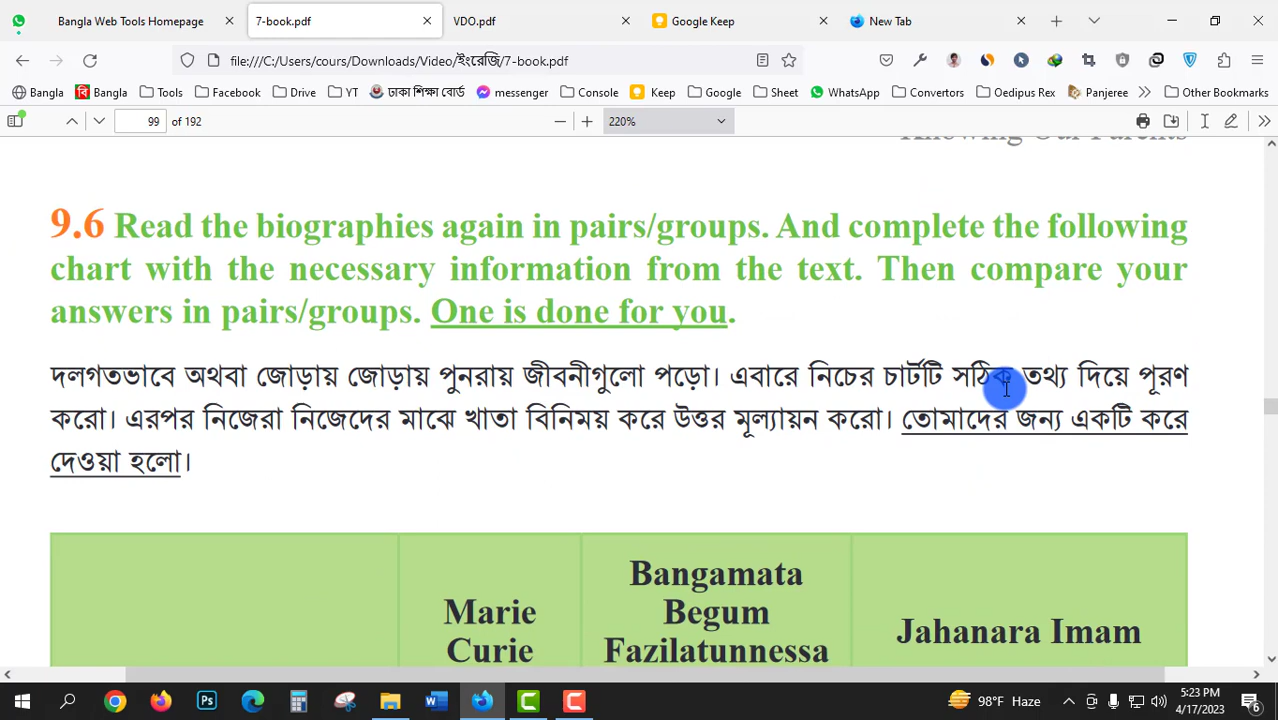 Bangla Web Tools Homepage
7-book.pdf
VDO.pdf
Google Keep
New Tab
file:///C:/Users/cours/Downloads/Video/ইংরেজি/7-book.pdf
Bangla
বি Bangla
Tools
Facebook
Drive
YT
ঢাকা শিক্ষা বোর্ড
messenger
Console
Keep
Google
Sheet
WhatsApp
Convertors
Oedipus Rex
Panjeree
Other Bookmarks
99 of 192
220%
Knowing Our Parents
9.6 Read the biographies again in pairs/groups. And complete the following
chart with the necessary information from the text. Then compare your
answers in pairs/groups. One is done for you.
দলগতভাবে অথবা জোড়ায় জোড়ায় পুনরায় জীবনীগুলো পড়ো। এবারে নিচের চার্টটি সঠিক তথ্য দিয়ে পূরণ
করো। এরপর নিজেরা নিজেদের মাঝে খাতা বিনিময় করে উত্তর মূল্যায়ন করো। তোমাদের জন্য একটি করে
দেওয়া হলো।
Marie
Curie
Bangamata
Begum
Fazilatunnessa
Jahanara Imam
98°F Haze
5:23 PM
4/17/2023
6